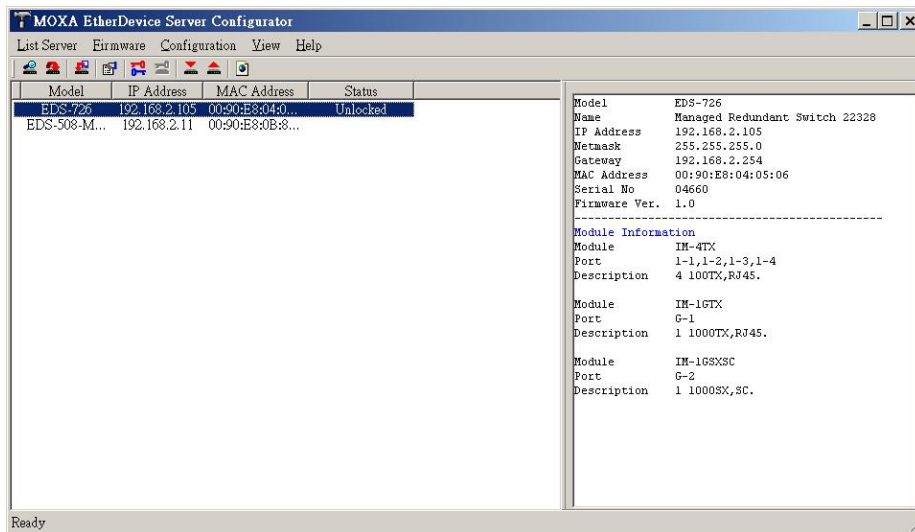 MOXA EtherDevice Server Configurator
List Server Firmware Configuration View Help
Model IP Address MAC Address Status
EDS-726 192.168.2.105 00:90:E8:04:0... Unlocked
EDS-508-M... 192.168.2.11 00:90:E8:0B:8...
Model EDS-726
Name Managed Redundant Switch 22328
IP Address 192.168.2.105
Netmask 255.255.255.0
Gateway 192.168.2.254
MAC Address 00:90:E8:04:05:06
Serial No 04660
Firmware Ver. 1.0
--------------------------------------------
Module Information
Module IM-4TX
Port 1-1,1-2,1-3,1-4
Description 4 100TX,RJ45.
Module IM-1GTX
Port G-1
Description 1 1000TX,RJ45.
Module IM-1GSXSC
Port G-2
Description 1 1000SX,SC.
Ready